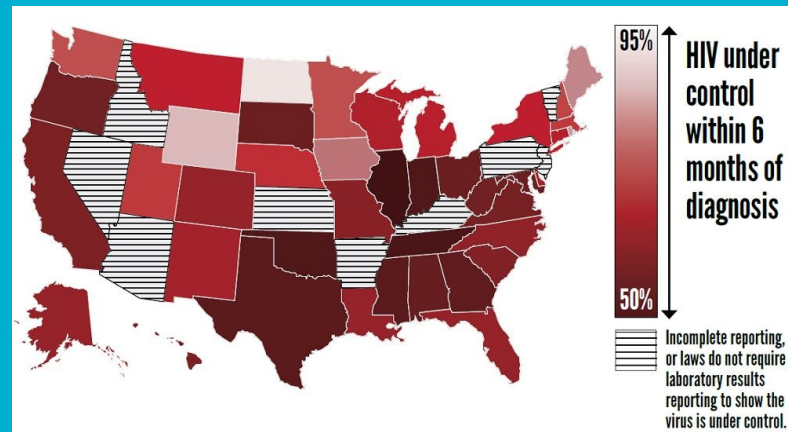 95%
HIV under
control
within 6
months of
diagnosis
50%
Incomplete reporting,
or laws do not require
laboratory results
reporting to show the
virus is under control.